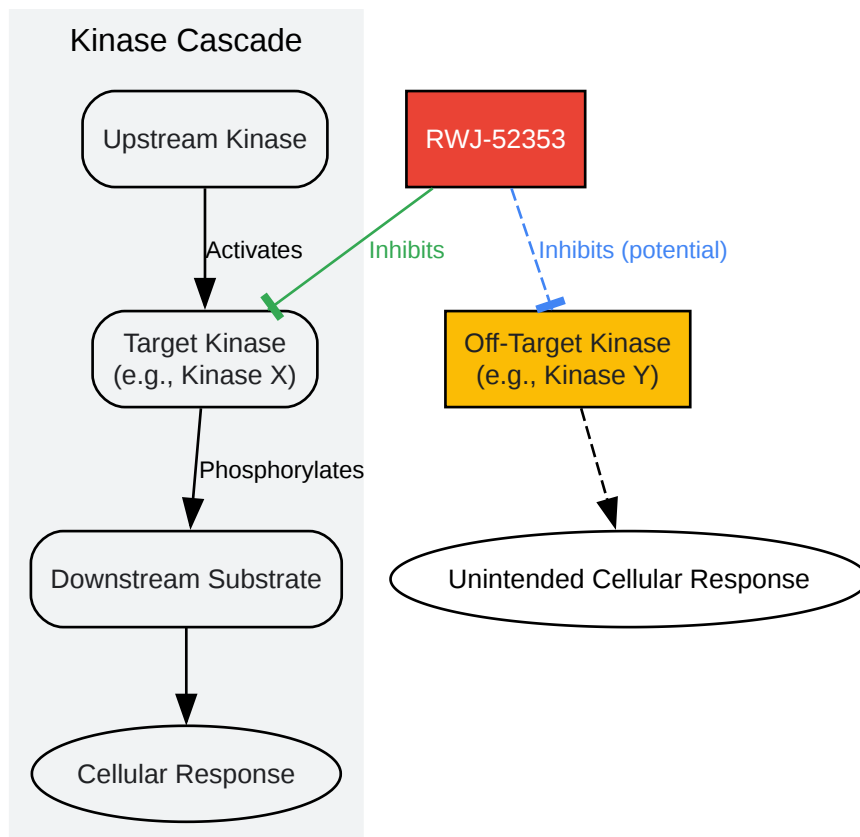 Kinase Cascade
Upstream Kinase
RWJ-52353
Activates
Inhibits
Inhibits (potential)
Target Kinase
(e.g., Kinase X)
Off-Target Kinase
(e.g., Kinase Y)
Phosphorylates
Downstream Substrate
Unintended Cellular Response
Cellular Response